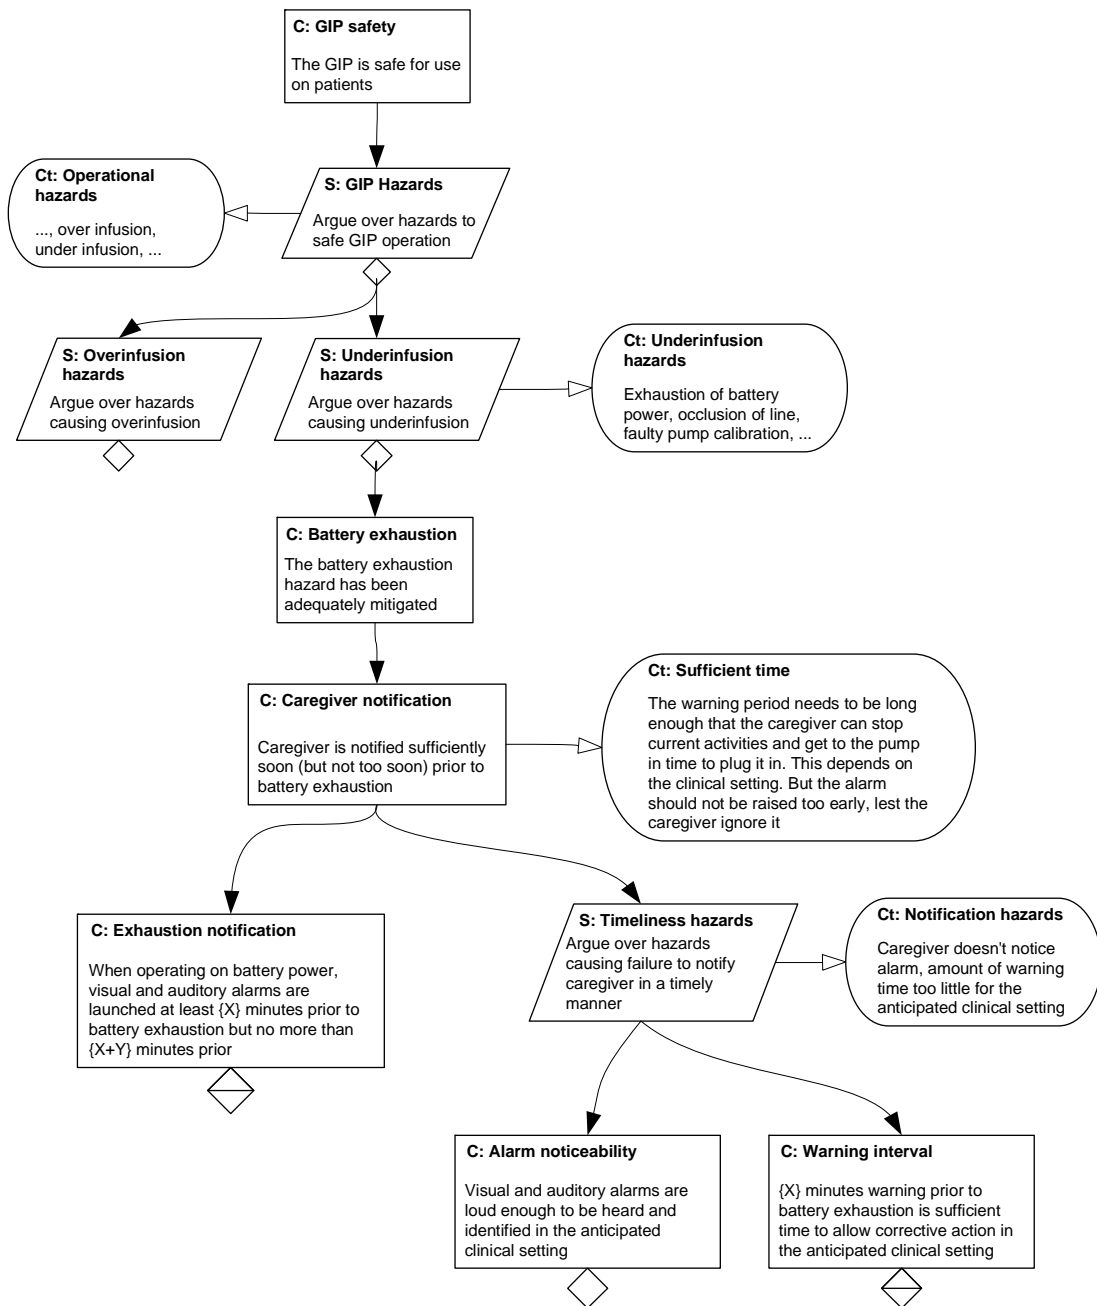 C: GIP safety
The GIP is safe for use
on patients
Ct: Operational
hazards
..., over infusion,
under infusion, ...
S: GIP Hazards
Argue over hazards to
safe GIP operation
S: Overinfusion
hazards
Argue over hazards
causing overinfusion
S: Underinfusion
hazards
Argue over hazards
causing underinfusion
Ct: Underinfusion
hazards
Exhaustion of battery
power, occlusion of line,
faulty pump calibration, ...
C: Battery exhaustion
The battery exhaustion
hazard has been
adequately mitigated
C: Caregiver notification
Caregiver is notified sufficiently
soon (but not too soon) prior to
battery exhaustion
Ct: Sufficient time
The warning period needs to be long
enough that the caregiver can stop
current activities and get to the pump
in time to plug it in. This depends on
the clinical setting. But the alarm
should not be raised too early, lest the
caregiver ignore it
C: Exhaustion notification
When operating on battery power,
visual and auditory alarms are
launched at least {X} minutes prior to
battery exhaustion but no more than
{X+Y} minutes prior
S: Timeliness hazards
Argue over hazards
causing failure to notify
caregiver in a timely
manner
Ct: Notification hazards
Caregiver doesn't notice
alarm, amount of warning
time too little for the
anticipated clinical setting
C: Alarm noticeability
Visual and auditory alarms are
loud enough to be heard and
identified in the anticipated
clinical setting
C: Warning interval
{X} minutes warning prior to
battery exhaustion is sufficient
time to allow corrective action in
the anticipated clinical setting